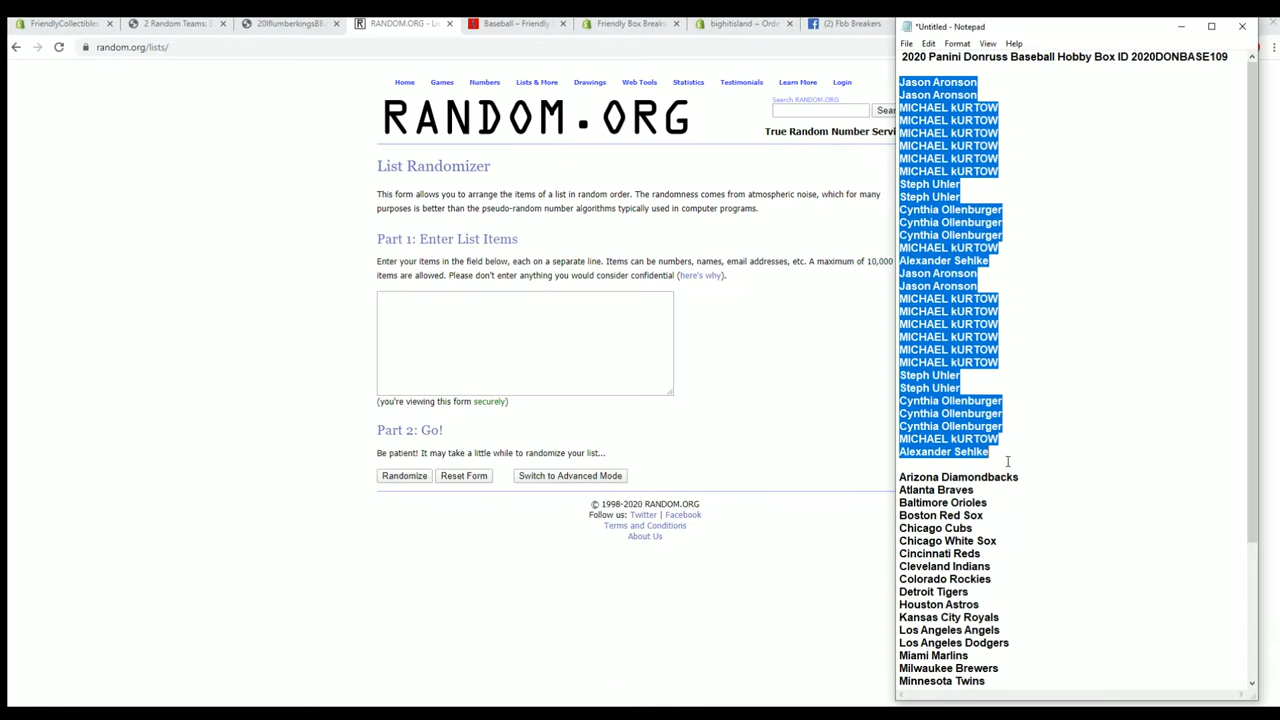 FriendlyCollectibles
2 Random Teams:
RANDOM.ORG - Lis
Baseball – Friendly
Friendly Box Breaks
bighitisland — Orde
(2) Friendly Bbb Breakers
random.org/lists/
Home Games Numbers Lists & More Drawings Web Tools Statistics Testimonials Learn More Login
RANDOM.ORG
Search RANDOM.ORG
Sear
True Random Number Servi
List Randomizer
This form allows you to arrange the items of a list in random order. The randomness comes from atmospheric noise, which for many
purposes is better than the pseudo-random number algorithms typically used in computer programs.
Part 1: Enter List Items
Enter your items in the field below, each on a separate line. Items can be numbers, names, email addresses, etc. A maximum of 10,000
items are allowed. Please don't enter anything you would consider confidential (here's why).
(you're viewing this form securely)
Part 2: Go!
Be patient! It may take a little while to randomize your list...
Randomize Reset Form Switch to Advanced Mode
© 1998-2020 RANDOM.ORG
Follow us: Twitter | Facebook
Terms and Conditions
About Us
*Untitled - Notepad
File Edit Format View Help
2020 Panini Donruss Baseball Hobby Box ID 2020DONBASE109
Jason Aronson
Jason Aronson
MICHAEL kURTOW
MICHAEL kURTOW
MICHAEL kURTOW
MICHAEL kURTOW
MICHAEL kURTOW
MICHAEL kURTOW
Steph Uhler
Steph Uhler
Cynthia Ollenburger
Cynthia Ollenburger
Cynthia Ollenburger
MICHAEL kURTOW
Alexander Sehlke
Jason Aronson
Jason Aronson
MICHAEL kURTOW
MICHAEL kURTOW
MICHAEL kURTOW
MICHAEL kURTOW
MICHAEL kURTOW
MICHAEL kURTOW
Steph Uhler
Steph Uhler
Cynthia Ollenburger
Cynthia Ollenburger
Cynthia Ollenburger
MICHAEL kURTOW
Alexander Sehlke
Arizona Diamondbacks
Atlanta Braves
Baltimore Orioles
Boston Red Sox
Chicago Cubs
Chicago White Sox
Cincinnati Reds
Cleveland Indians
Colorado Rockies
Detroit Tigers
Houston Astros
Kansas City Royals
Los Angeles Angels
Los Angeles Dodgers
Miami Marlins
Milwaukee Brewers
Minnesota Twins